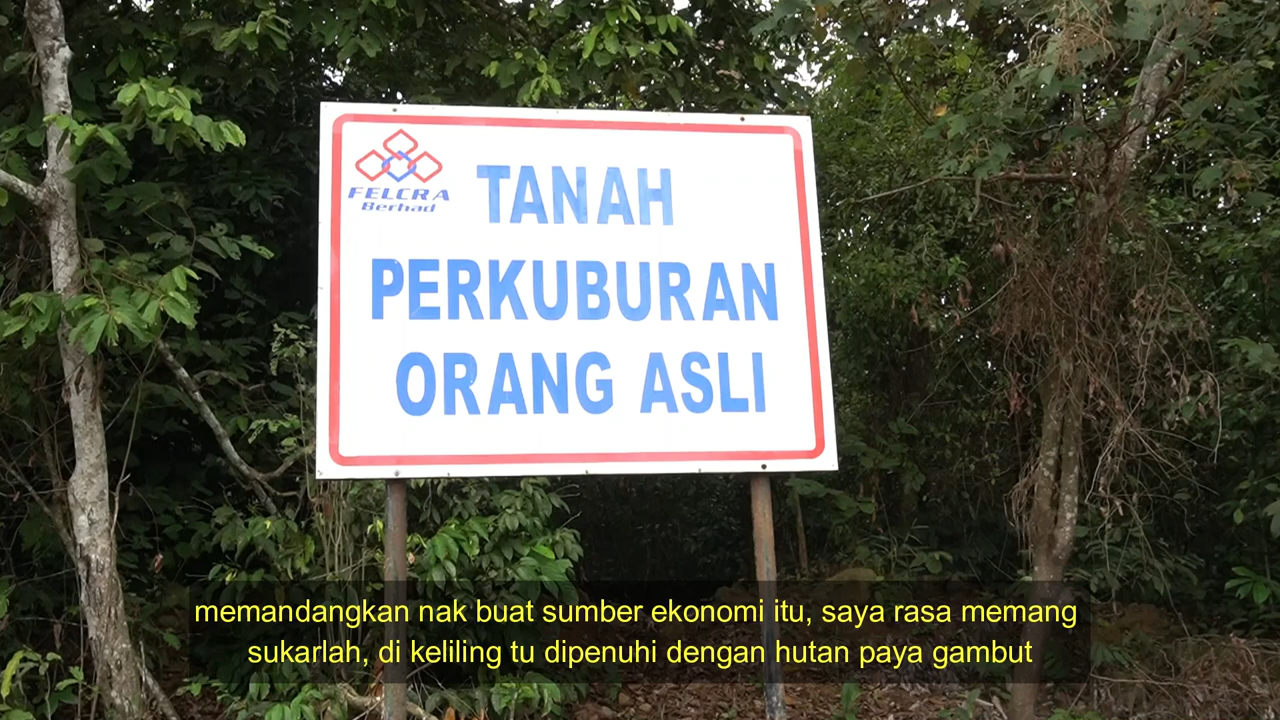 FELCRA
Berhad
TANAH
PERKUBURAN
ORANG ASLI
memandangkan nak buat sumber ekonomi itu, saya rasa memang
sukarlah, di keliling tu dipenuhi dengan hutan paya gambut